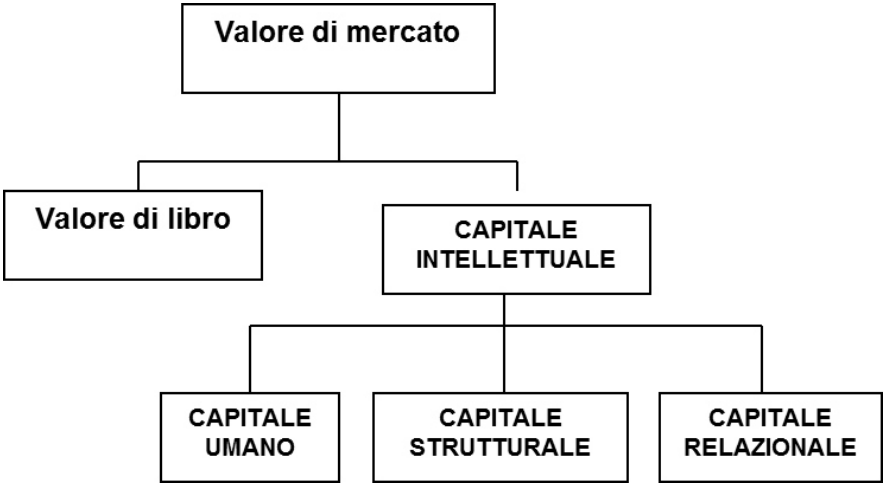 Valore di mercato
Valore di libro
CAPITALE
INTELLETTUALE
CAPITALE
UMANO
CAPITALE
STRUTTURALE
CAPITALE
RELAZIONALE